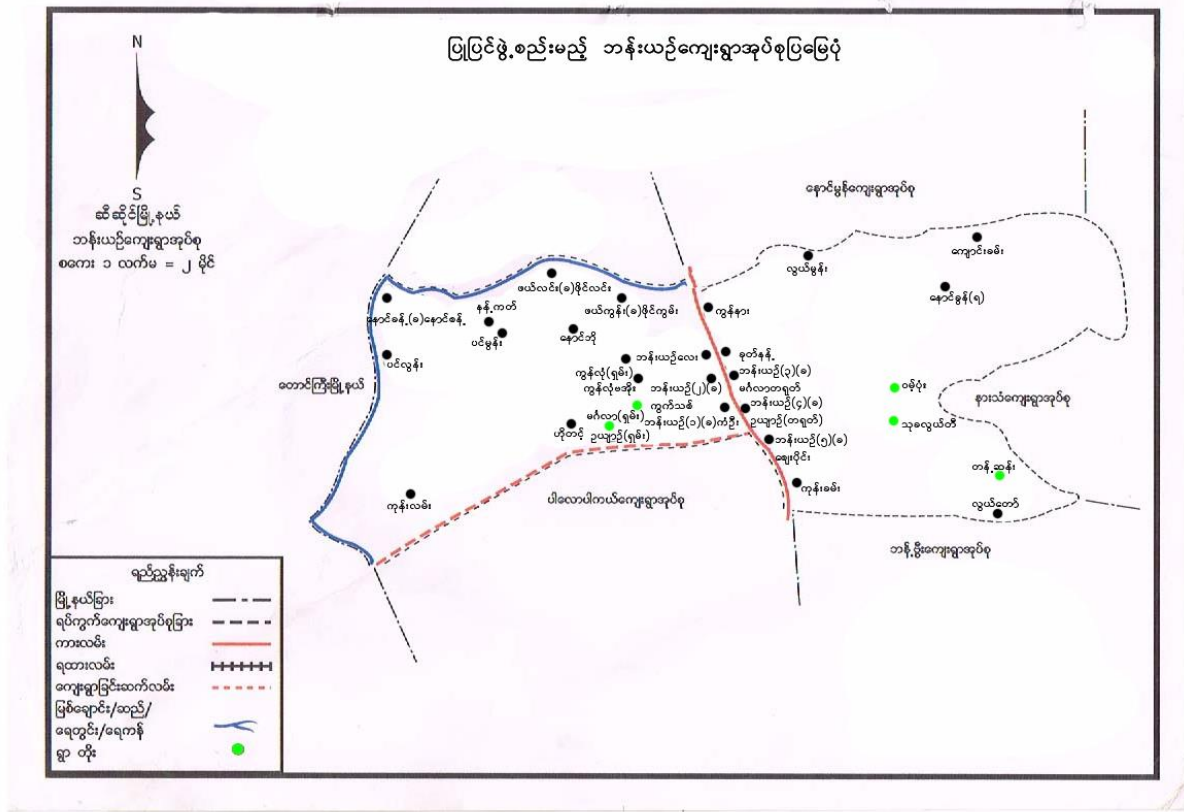 ပြုပြင်ဖွဲ့စည်းမည့် ဘန်းယဉ်ကျေးရွာအုပ်စုပြမြေပုံ
N
S
ဆီဆိုင်မြို့နယ်
ဘန်းယဉ်ကျေးရွာအုပ်စု
စကေး ၁ လက်မ = ၂ မိုင်
နောင်မွန်ကျေးရွာအုပ်စု
ကျောင်းခမ်း
လွယ်မွန်း
နောင်ခွန်(ရ)
ဖယ်လင်း(ခ)ဖိုင်လင်း
နောင်ခန့်(ခ)နောင်စန့်
နန့်ကတ်
ဖယ်ကွန်း(ခ)ဖိုင်ကွမ်း
ကွန်နား
ပင်မွန်း
နောင်ဘို
ပင်လွန်း
ဘန်းယဉ်လေး
ခုတ်နန့်
တောင်ကြီးမြို့နယ်
ကွန်လုံ(ရှမ်း)
ဘန်းယဉ်(၃)(ခ)
ကွန်လုံဗအိုး
ဘန်းယဉ်(၂)(ခ)
မင်္ဂလာတရုတ်
ဝမ့်ပုံး
နားသံကျေးရွာအုပ်စု
ကွက်သစ်
ဘန်းယဉ်(၄)(ခ)
မင်္ဂလာ(ရှမ်း)
ဘန်းယဉ်(၁)(ခ)ကံဦး
ဥယျာဉ်(တရုတ်)
သုခလွယ်တီ
ဟိုတင့်
ဥယျာဉ်(ရှမ်း)
ဘန်းယဉ်(၅)(ခ)
ဈေးပိုင်း
တန့်ဆန်း
ကုန်းလမ်း
ပါလောပါကယ်ကျေးရွာအုပ်စု
ကုန်းခမ်း
လွယ်တော်
ဘန့်ဗွီးကျေးရွာအုပ်စု
ရည်ညွှန်းချက်
မြို့နယ်ခြား
ရပ်ကွက်ကျေးရွာအုပ်စုခြား
ကားလမ်း
ရထားလမ်း
ကျေးရွာခြင်းဆက်လမ်း
မြစ်ချောင်း/ဆည်/
ရေတွင်း/ရေကန်
ရွာ တိုး